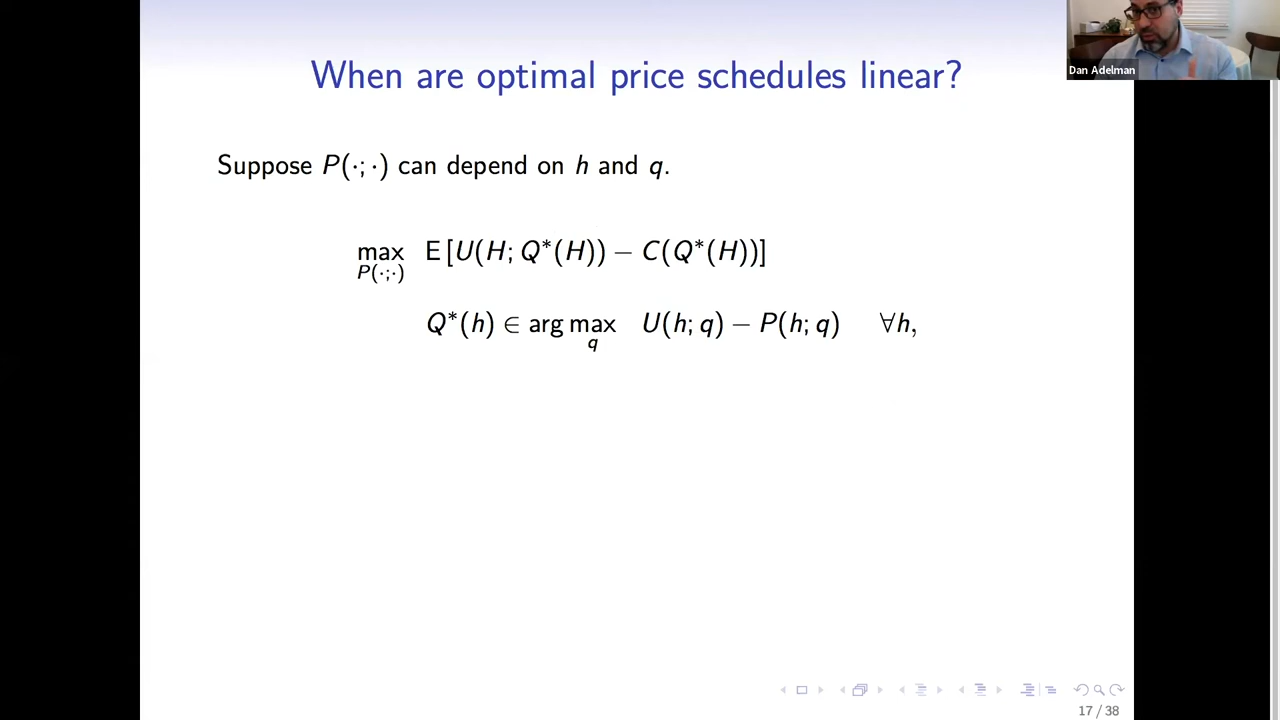 When are optimal price schedules linear?
Dan Adelman
Suppose P(·;·) can depend on h and q.
max E[U(H; Q*(H)) − C(Q*(H))]
P(·;·)
Q*(h) ∈ arg max U(h; q) − P(h; q) ∀h,
q
17 / 38